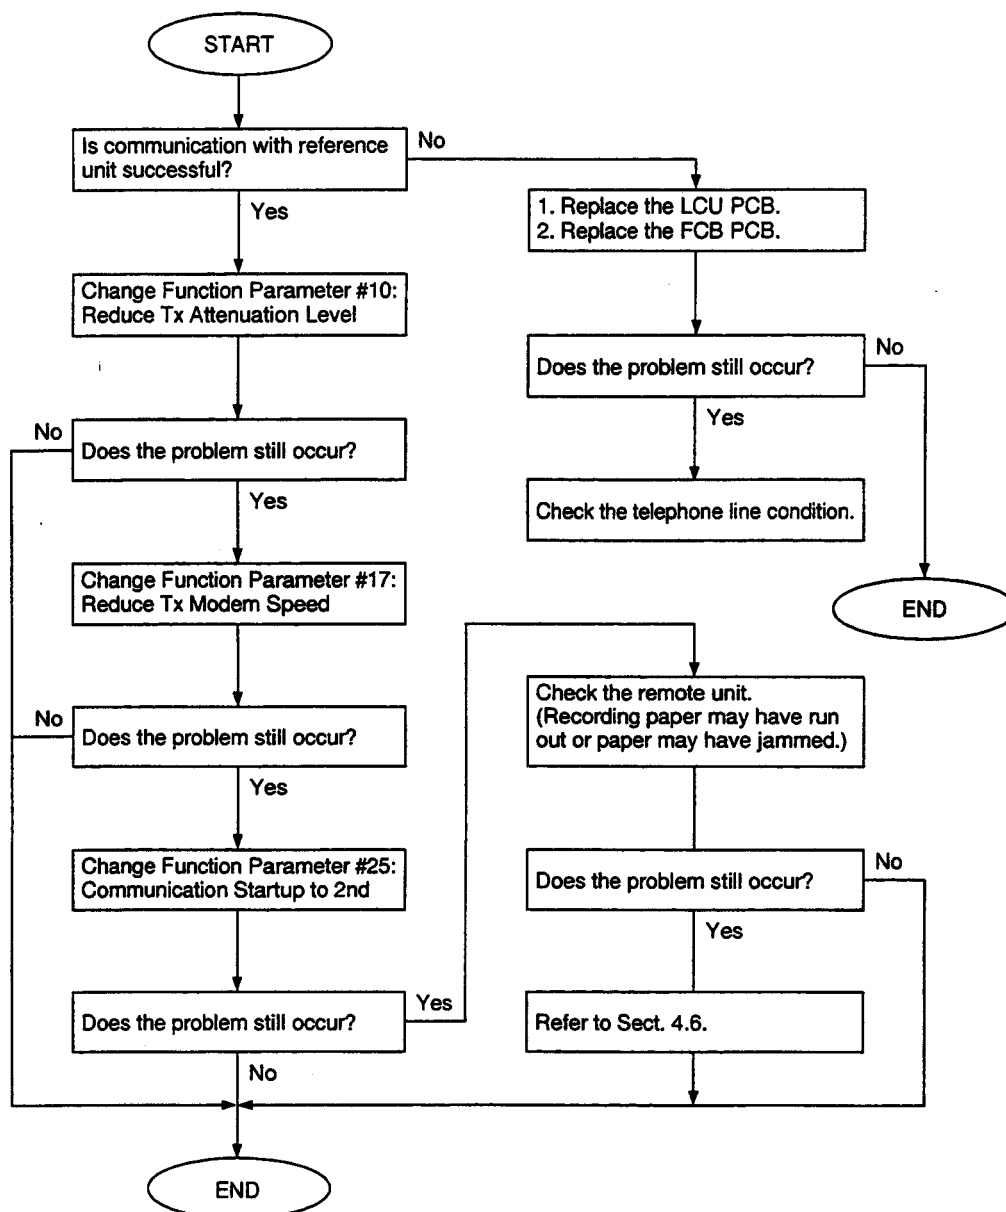 START
Is communication with reference
unit successful?
No
Yes
1. Replace the LCU PCB.
2. Replace the FCB PCB.
Change Function Parameter #10:
Reduce Tx Attenuation Level
Does the problem still occur?
No
Yes
Check the telephone line condition.
END
No
Does the problem still occur?
Yes
Change Function Parameter #17:
Reduce Tx Modem Speed
No
Does the problem still occur?
Yes
Change Function Parameter #25:
Communication Startup to 2nd
Does the problem still occur?
Yes
No
Check the remote unit.
(Recording paper may have run
out or paper may have jammed.)
Does the problem still occur?
No
Yes
Refer to Sect. 4.6.
END